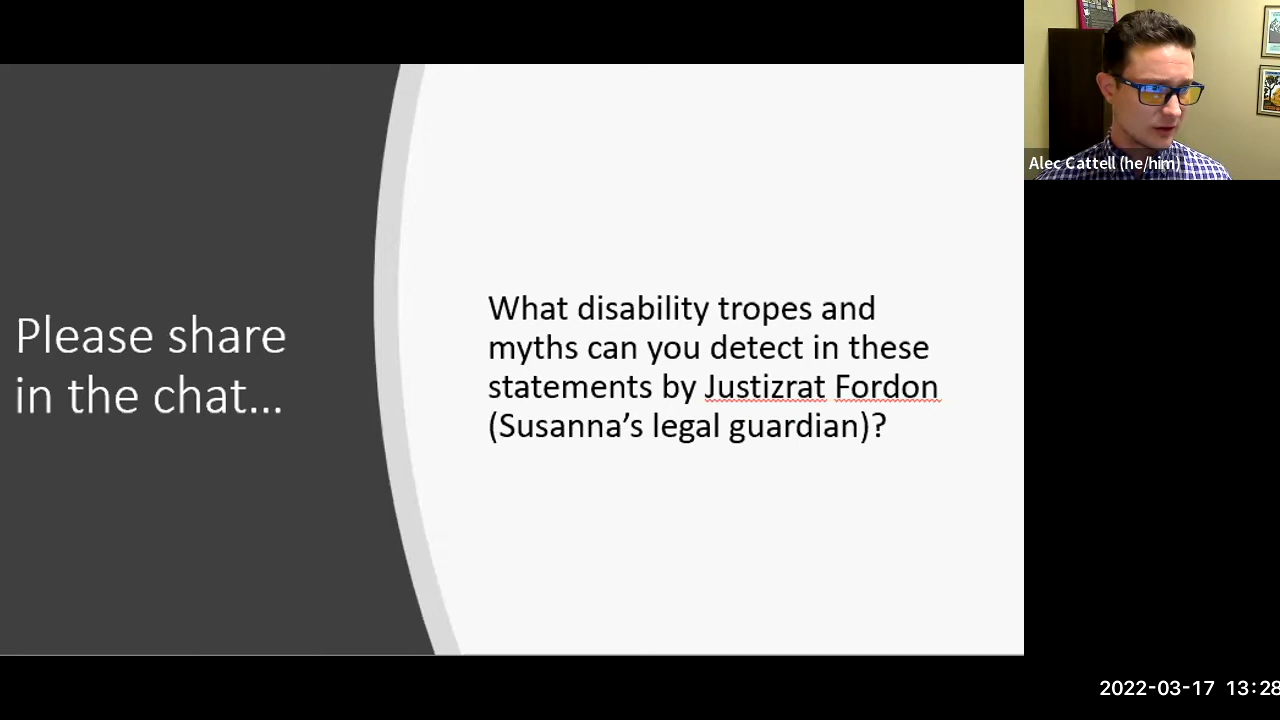 Please share
in the chat...
What disability tropes and
myths can you detect in these
statements by Justizrat Fordon
(Susanna’s legal guardian)?
Alec Cattell (he/him)
2022-03-17 13:28